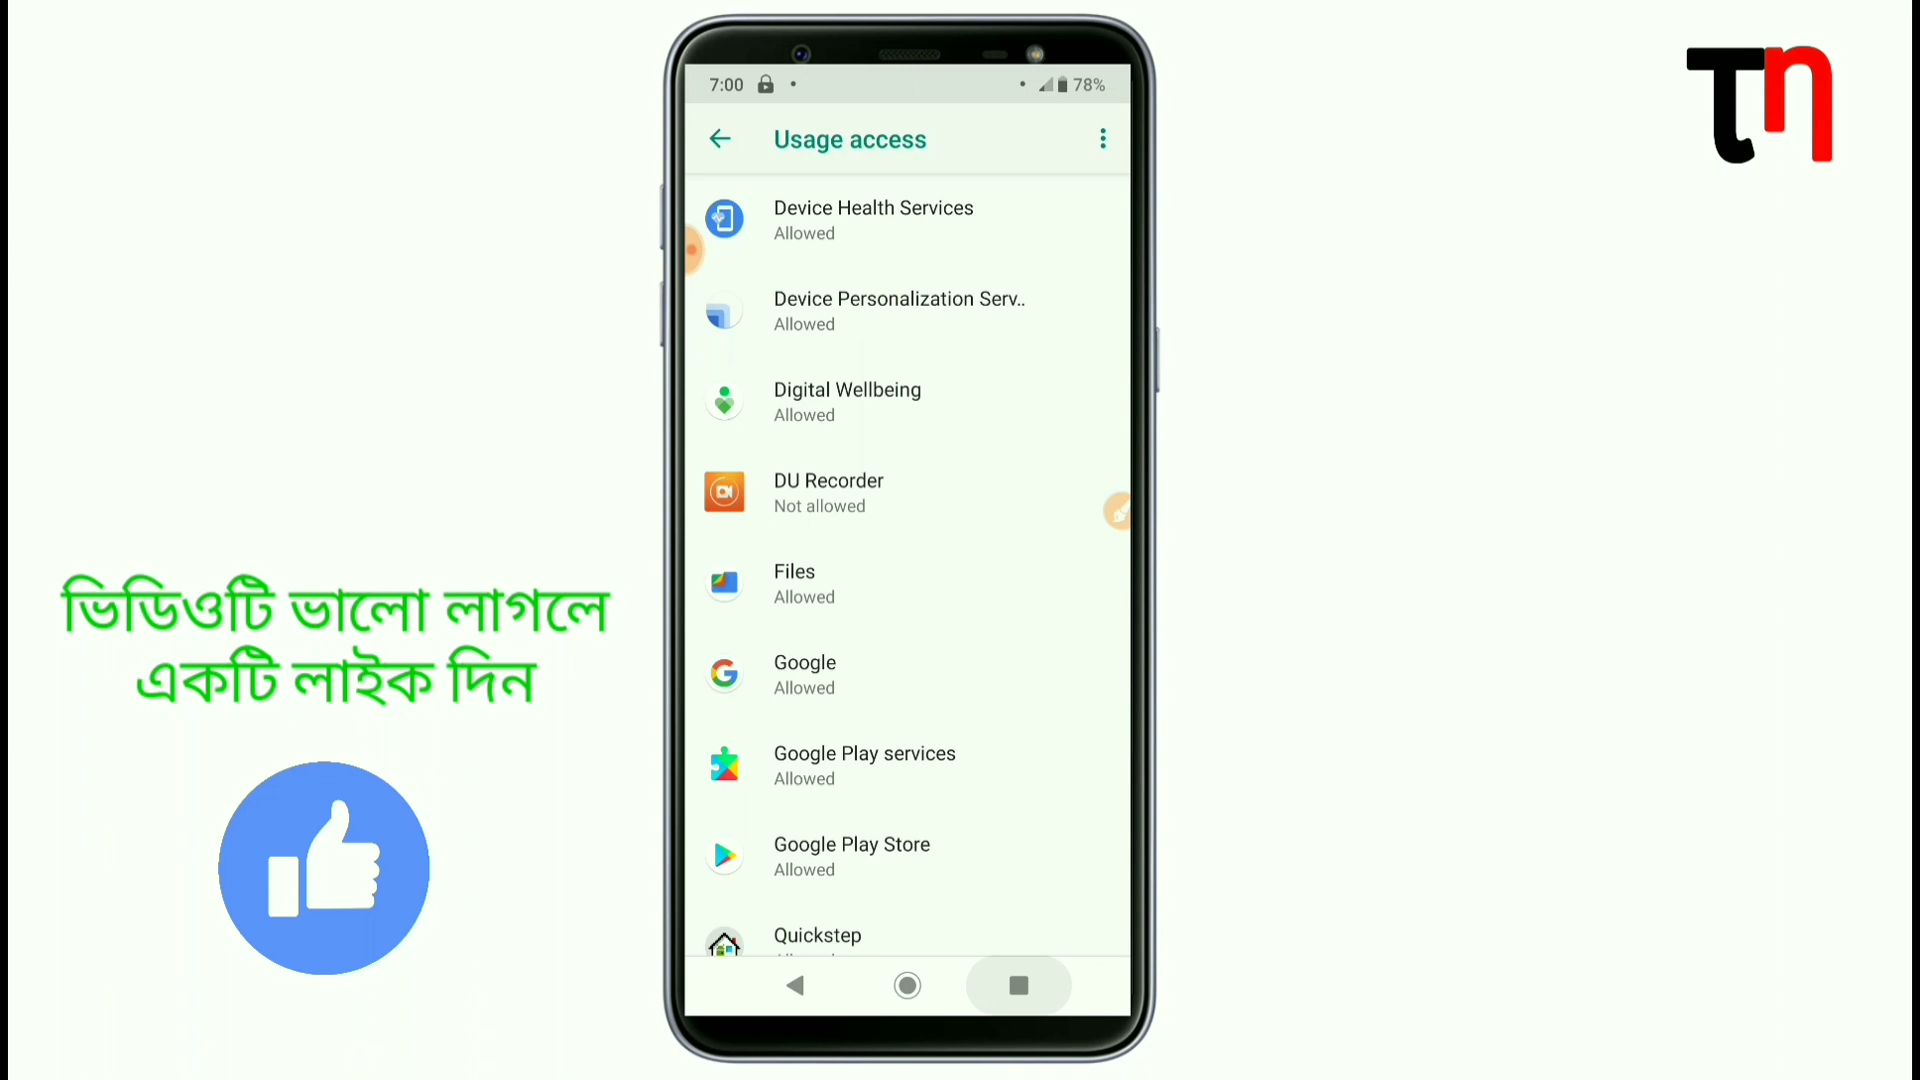 7:00
78%
Usage access
Device Health Services
Allowed
Device Personalization Serv..
Allowed
Digital Wellbeing
Allowed
DU Recorder
Not allowed
Files
Allowed
Google
Allowed
Google Play services
Allowed
Google Play Store
Allowed
Quickstep
ভিডিওটি ভালো লাগলে
একটি লাইক দিন